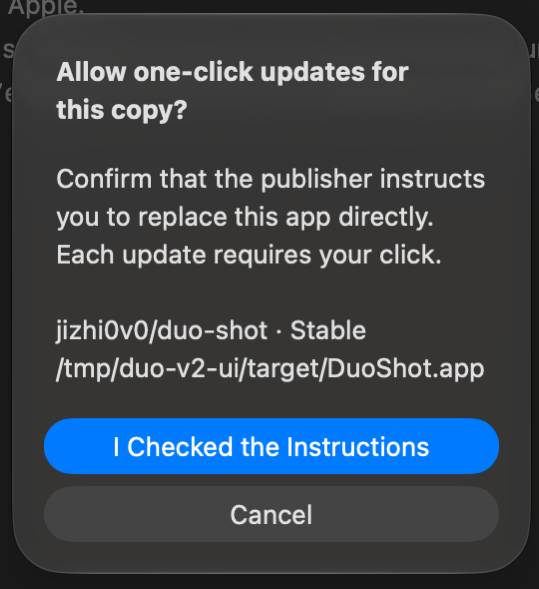 Apple.
Allow one-click updates for
this copy?
Confirm that the publisher instructs
you to replace this app directly.
Each update requires your click.
jizhi0v0/duo-shot · Stable
/tmp/duo-v2-ui/target/DuoShot.app
I Checked the Instructions
Cancel